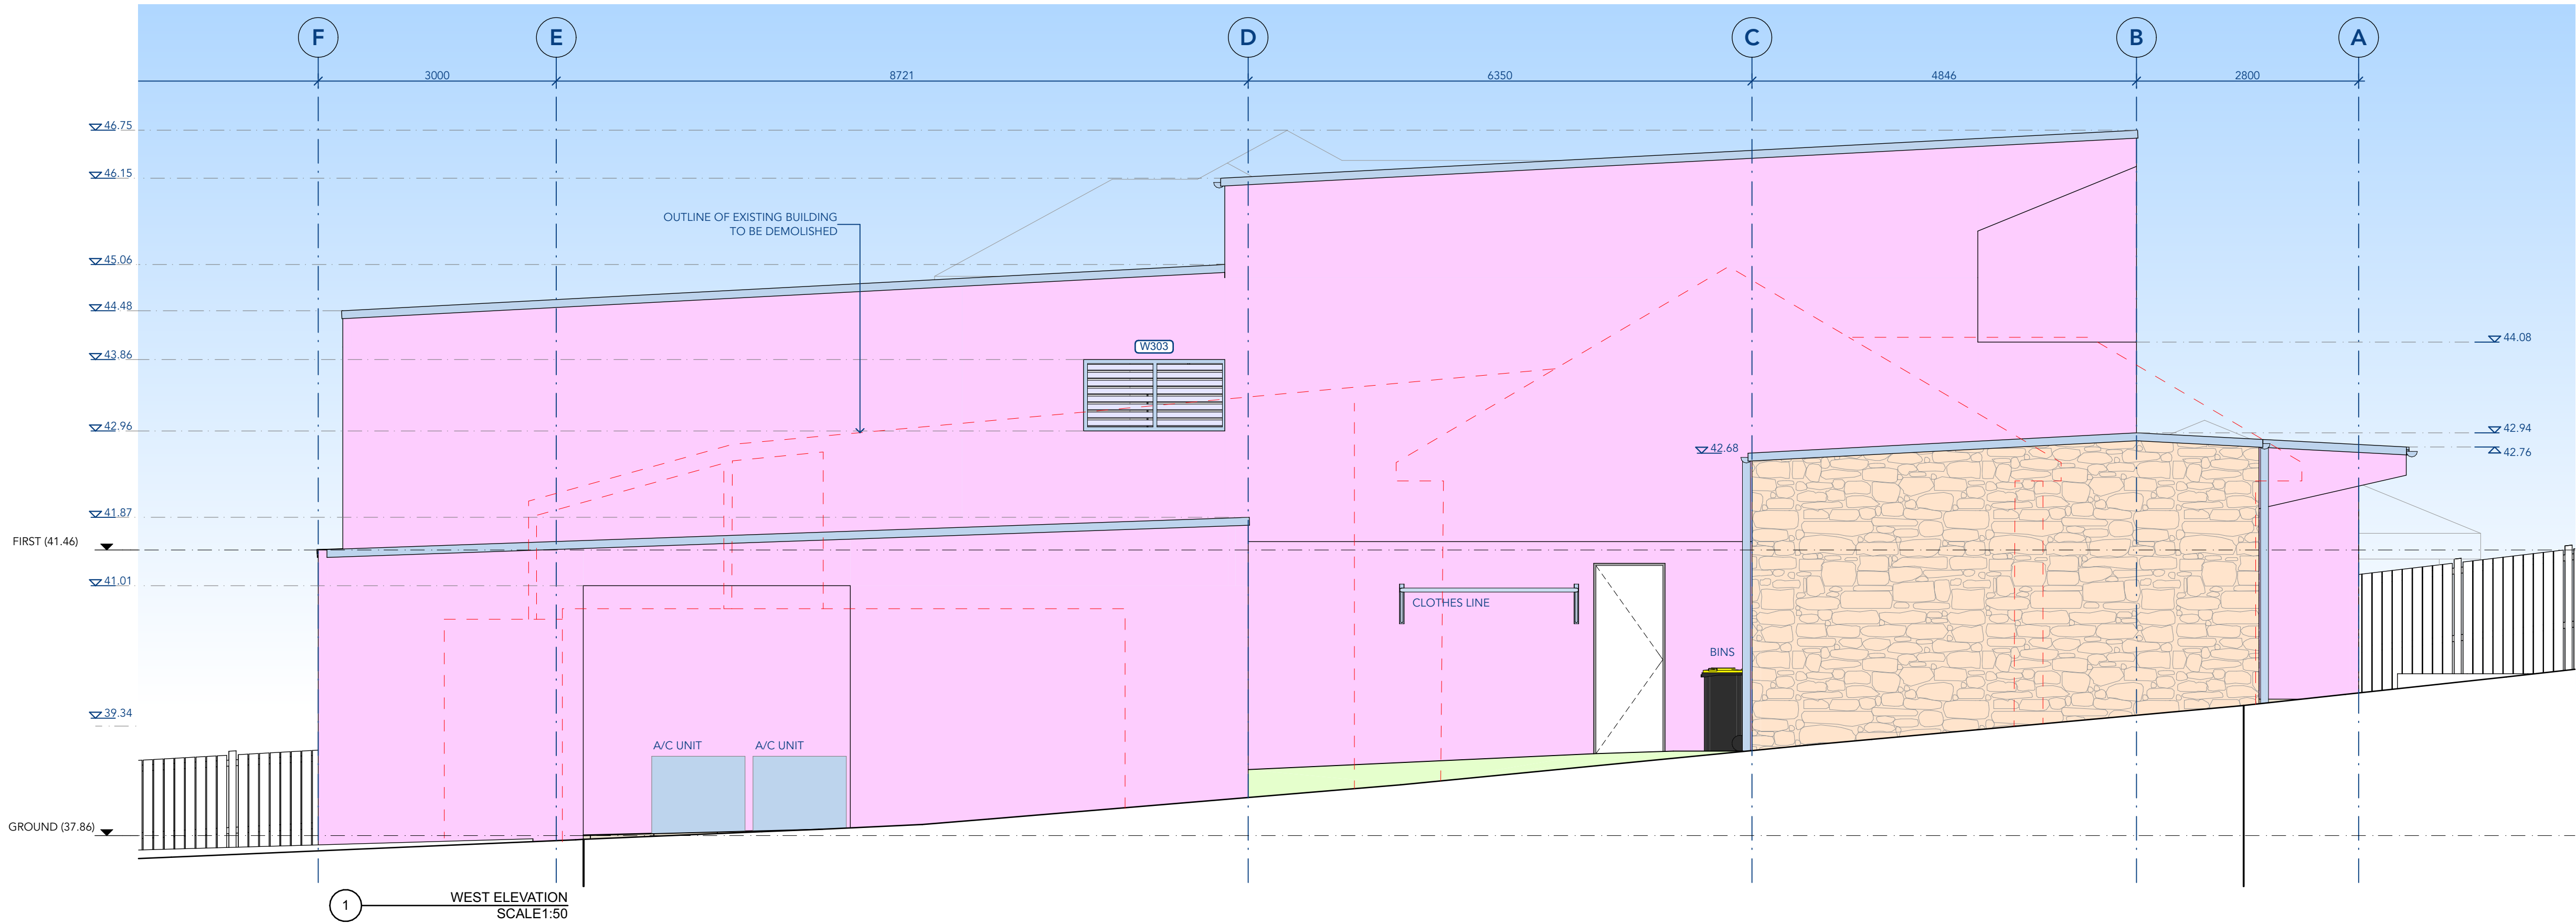 F E D C B A
3000 8721 6350 4846 2800
46.75
46.15
OUTLINE OF EXISTING BUILDING
TO BE DEMOLISHED
45.06
44.48
43.86
W303
44.08
42.96
42.94
42.68
42.76
41.87
FIRST (41.46)
41.01
CLOTHES LINE
BINS
39.34
A/C UNIT A/C UNIT
GROUND (37.86)
1
WEST ELEVATION
SCALE1:50